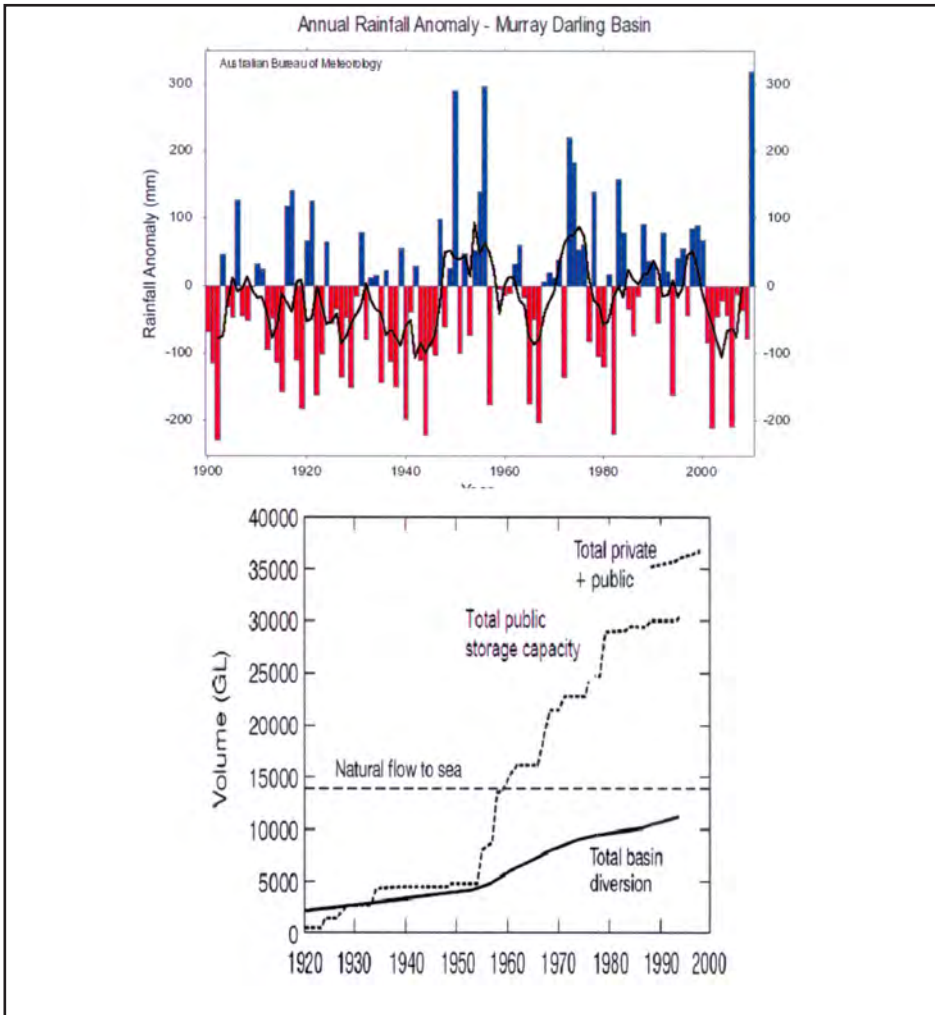 Annual Rainfall Anomaly - Murray Darling Basin
Australian Bureau of Meteorology
Rainfall Anomaly (mm)
300
200
100
0
-100
-200
300
200
100
0
-100
-200
1900
1920
1940
1960
1980
2000
Volume (GL)
40000
35000
30000
25000
20000
15000
10000
5000
0
Total private
+ public
Total public
storage capacity
Natural flow to sea
Total basin
diversion
1920 1930 1940 1950 1960 1970 1980 1990 2000